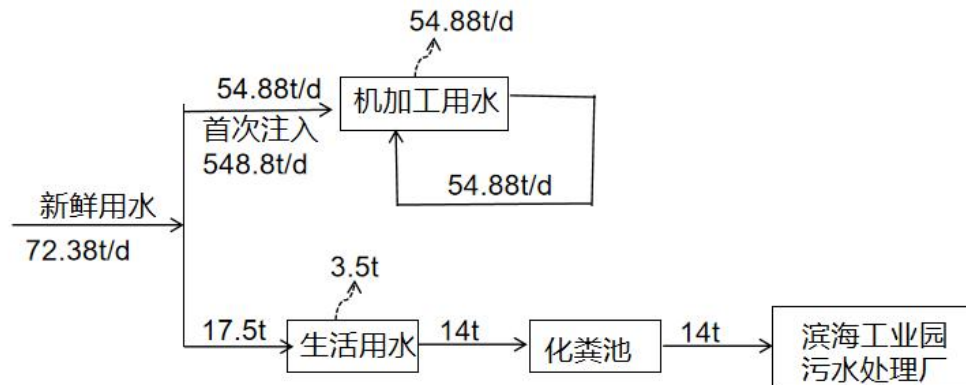 54.88t/d
54.88t/d
机加工用水
首次注入
548.8t/d
54.88t/d
新鲜用水
72.38t/d
3.5t
17.5t
生活用水
14t
化粪池
14t
滨海工业园
污水处理厂